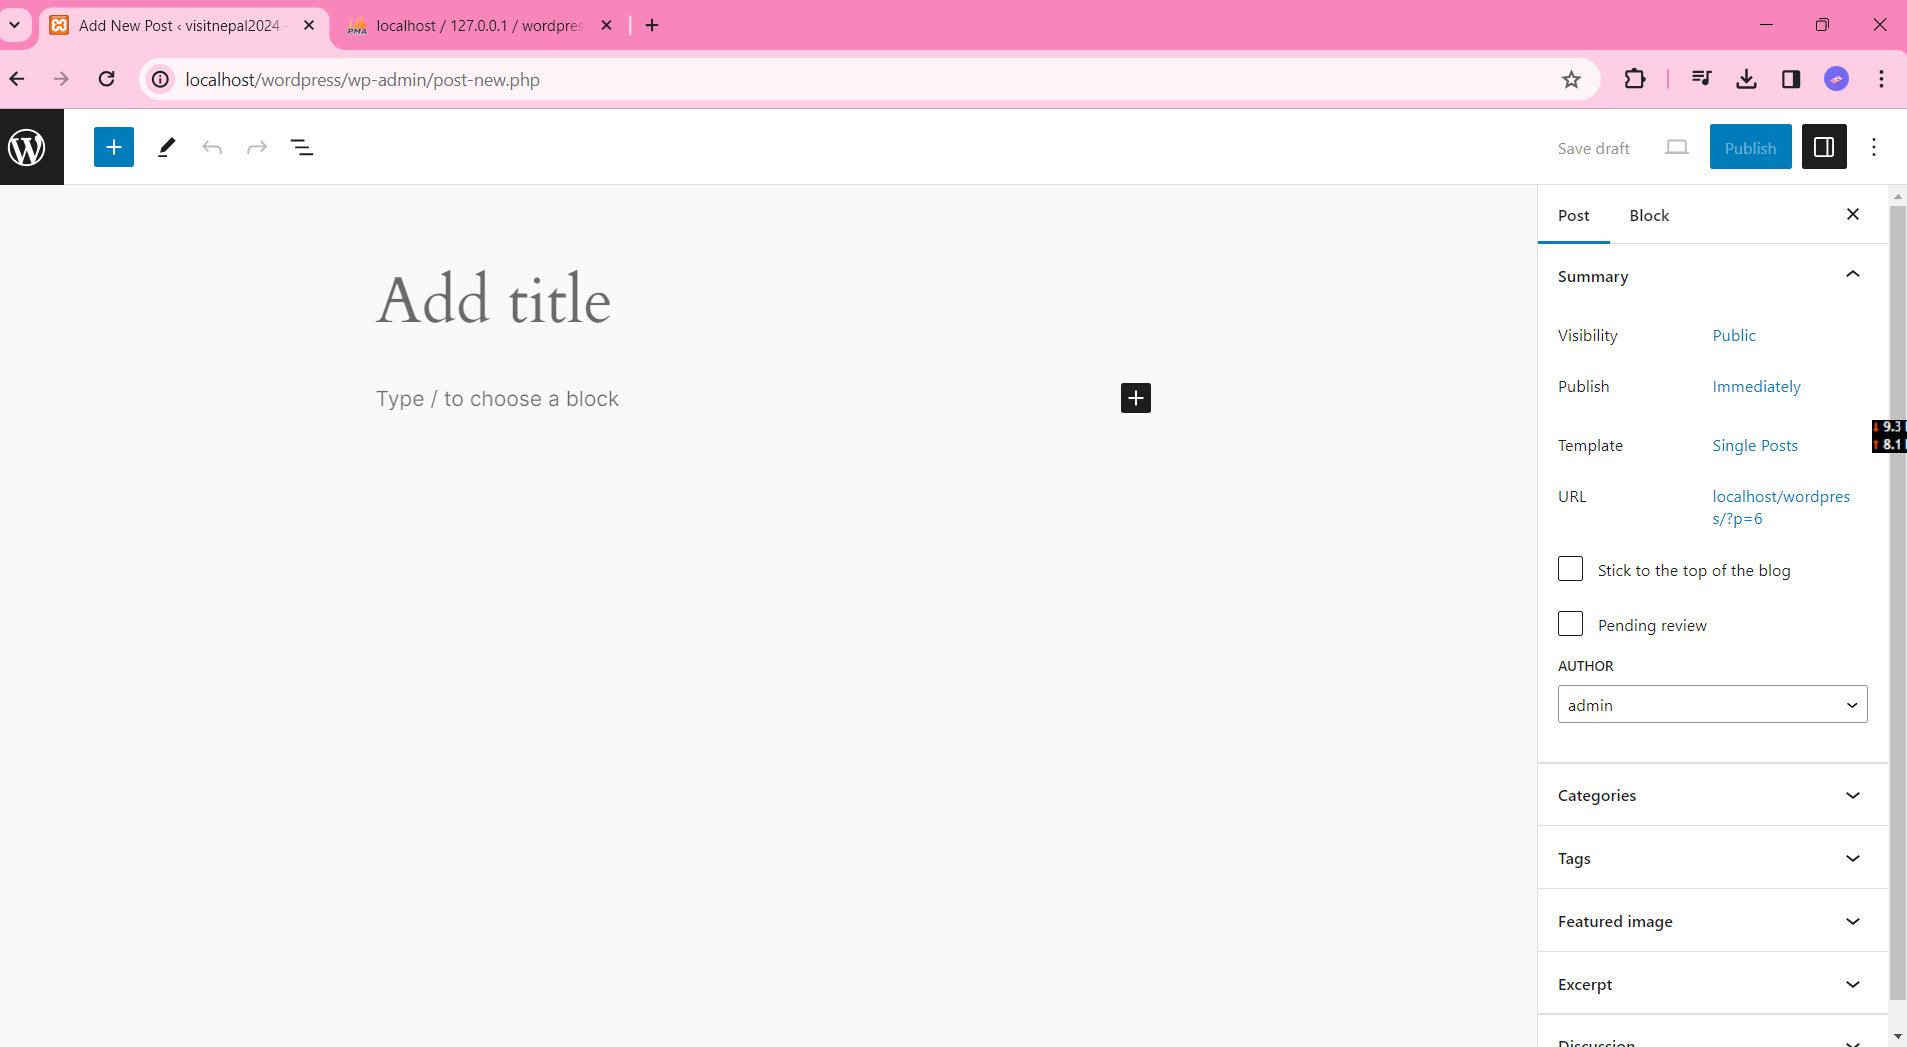 Add New Post ‹ visitnepal2024 -
localhost / 127.0.0.1 / wordpres
localhost/wordpress/wp-admin/post-new.php
Save draft
Publish
Post
Block
Add title
Type / to choose a block
Summary
Visibility
Public
Publish
Immediately
Template
Single Posts
URL
localhost/wordpres
s/?p=6
Stick to the top of the blog
Pending review
AUTHOR
admin
Categories
Tags
Featured image
Excerpt
Discussion
↓ 9.3
↑ 8.1
PMA